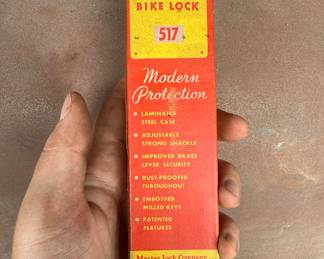 BIKE LOCK
517
Modern
Protection
LAMINATED
STEEL CASE
ADJUSTABLE
STRONG SHACKLE
IMPROVED BRASS
LEVER SECURITY
RUST-PROOFED
THROUGHOUT
EMBOSSED
MILLED KEYS
PATENTED
FEATURES
Master Lock Company